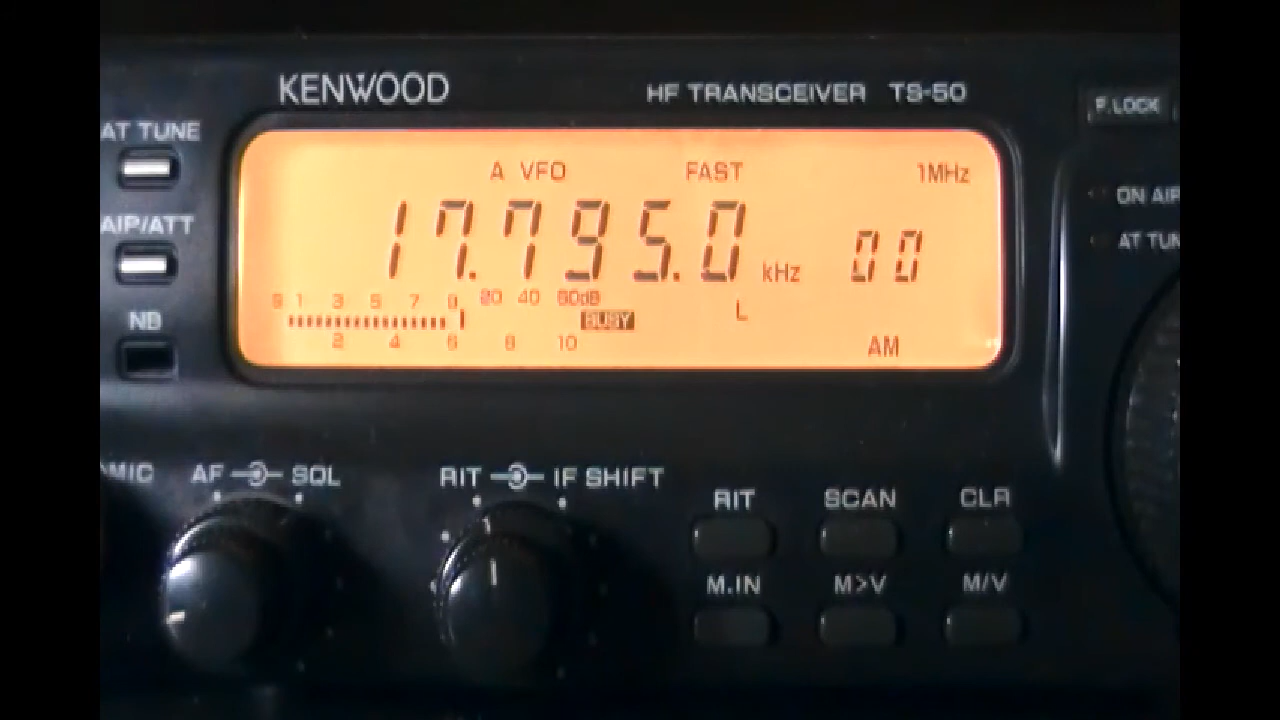 KENWOOD HF TRANSCEIVER TS-50
F.LOCK
AT TUNE
A VFO FAST 1MHz
ON AIR
AIP/ATT
17.795.0 kHz 00
AT TUN
S 1 3 5 7 9 20 40 60dB
NB
BUSY L
2 4 6 8 10
AM
MIC AF SQL RIT IF SHIFT
RIT SCAN CLR
M.IN M>V M/V